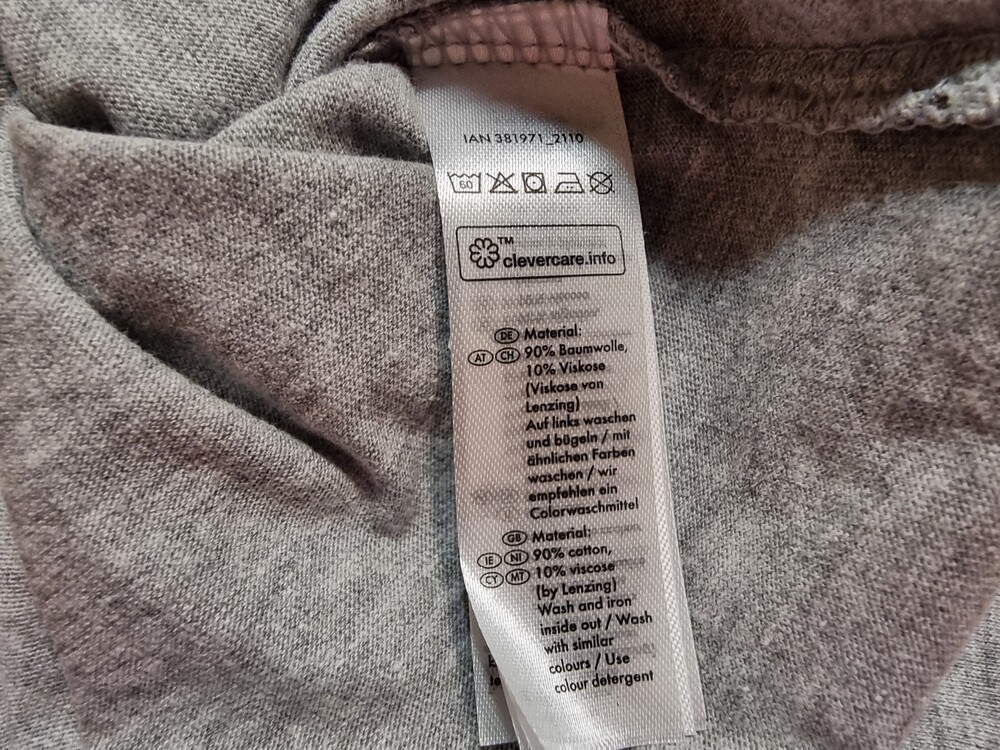 IAN 381971_2110
60
TM
clevercare.info
DE Material:
AT CH 90% Baumwolle,
10% Viskose
(Viskose von
Lenzing)
Auf links waschen
und bügeln / mit
ähnlichen Farben
waschen / wir
empfehlen ein
Colorwaschmittel
GB Material:
IE NI 90% cotton,
CY MT 10% viscose
(by Lenzing)
Wash and iron
inside out / Wash
with similar
colours / Use
colour detergent